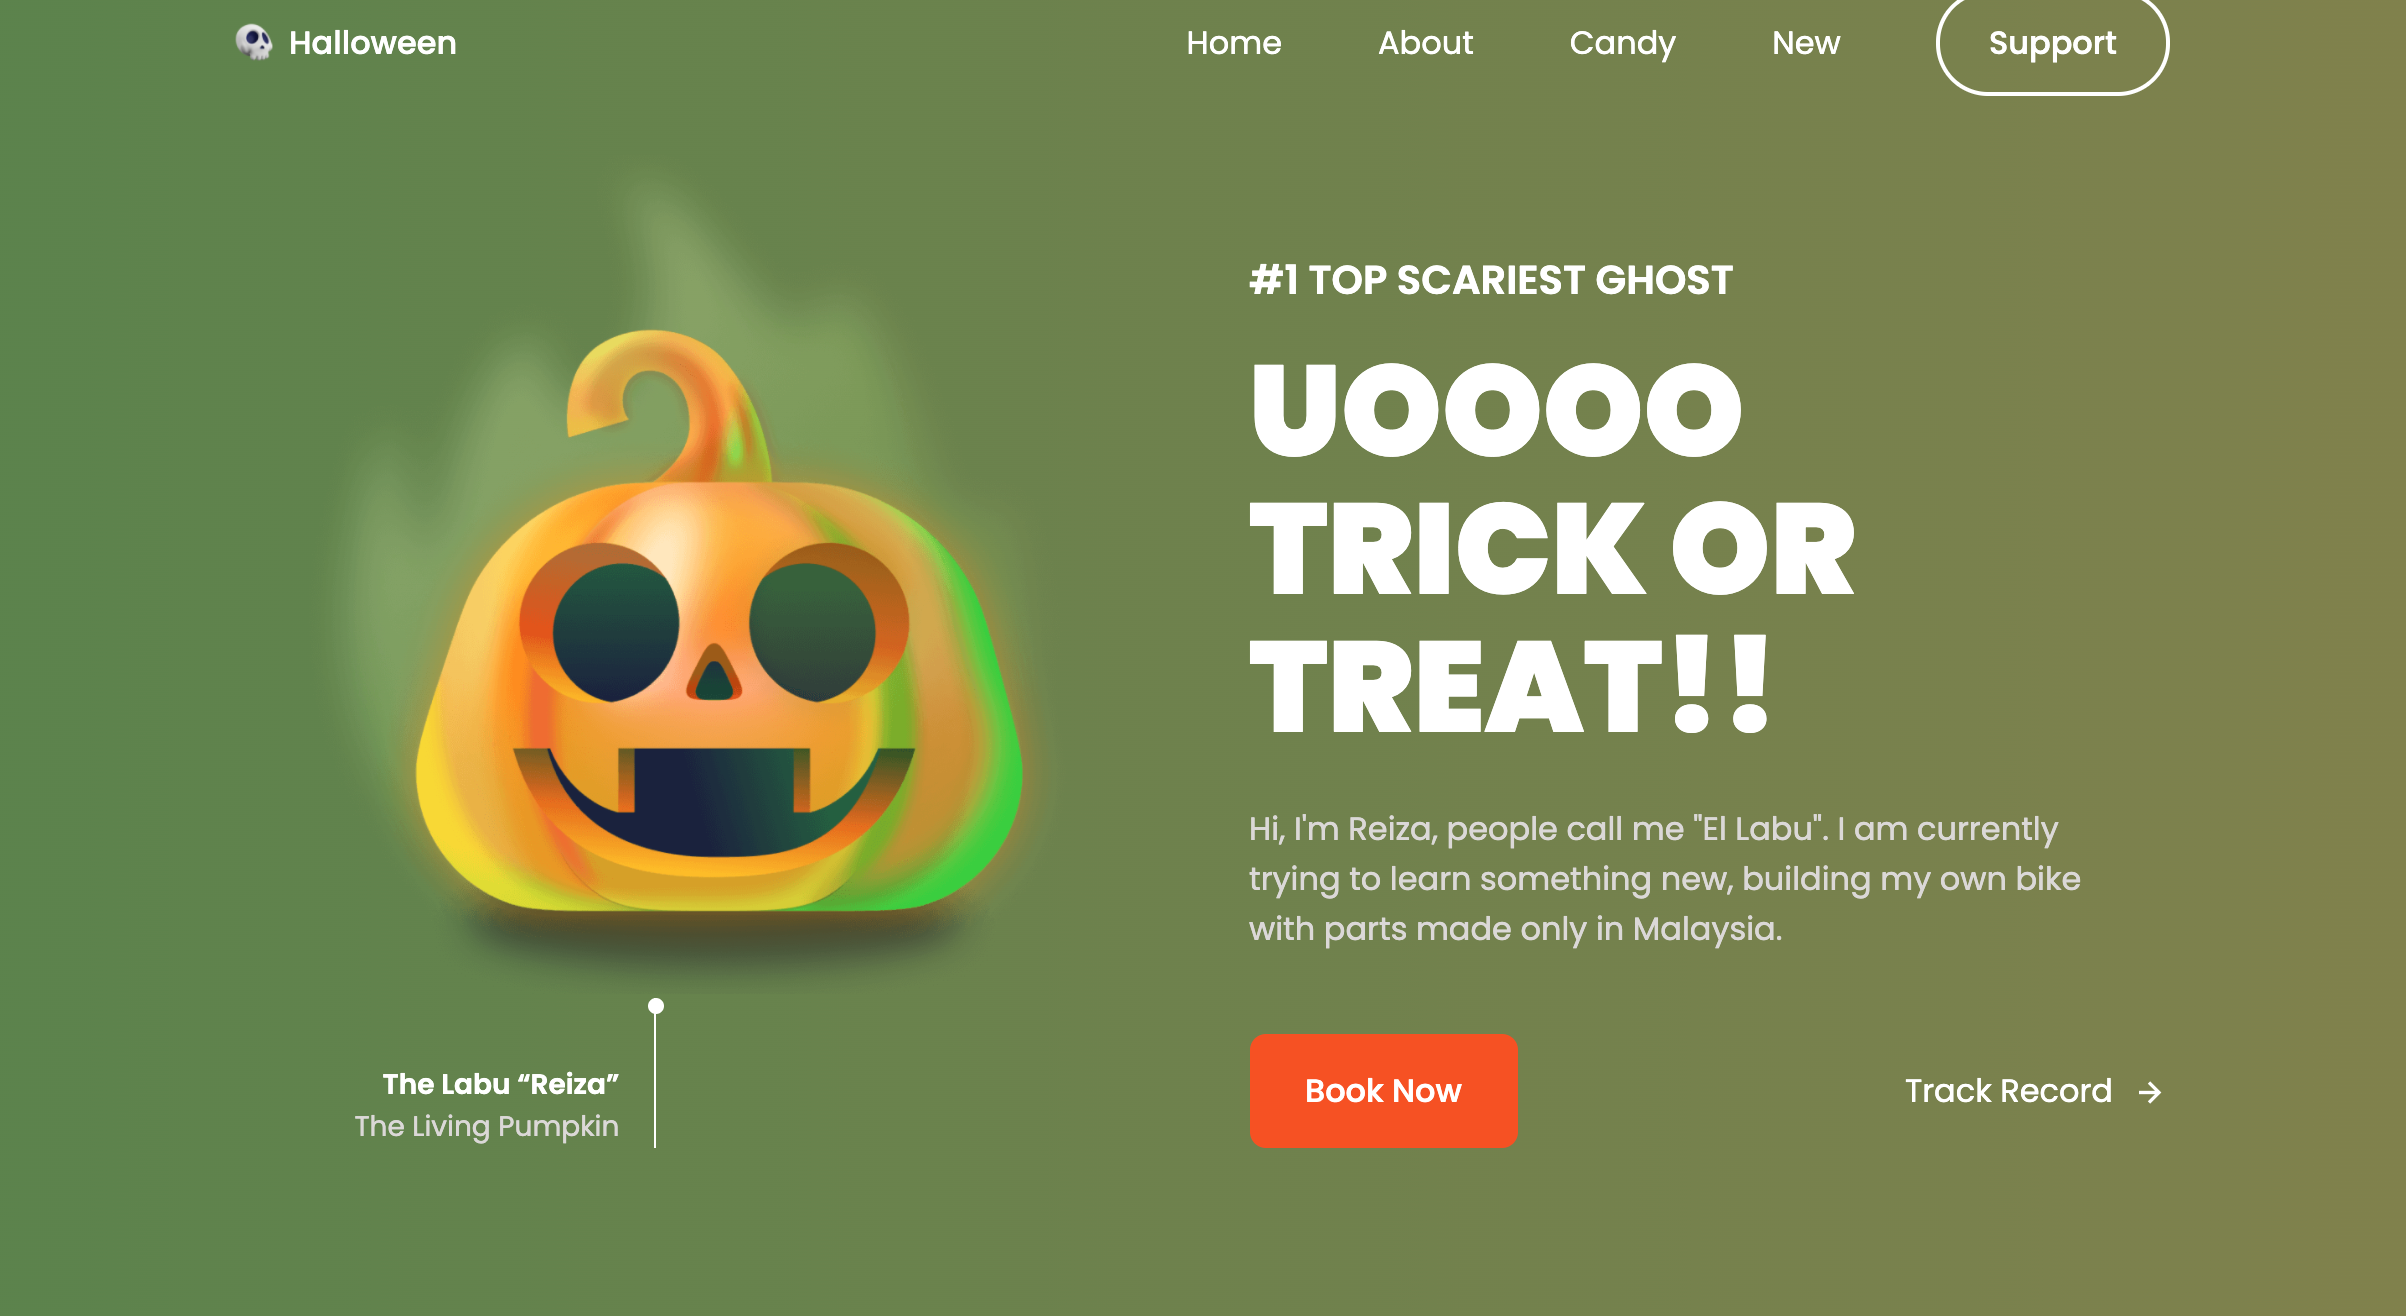 Halloween
Home
About
Candy
New
Support
#1 TOP SCARIEST GHOST
UOOOO
TRICK OR
TREAT!!
Hi, I'm Reiza, people call me "El Labu". I am currently
trying to learn something new, building my own bike
with parts made only in Malaysia.
The Labu “Reiza”
The Living Pumpkin
Book Now
Track Record →